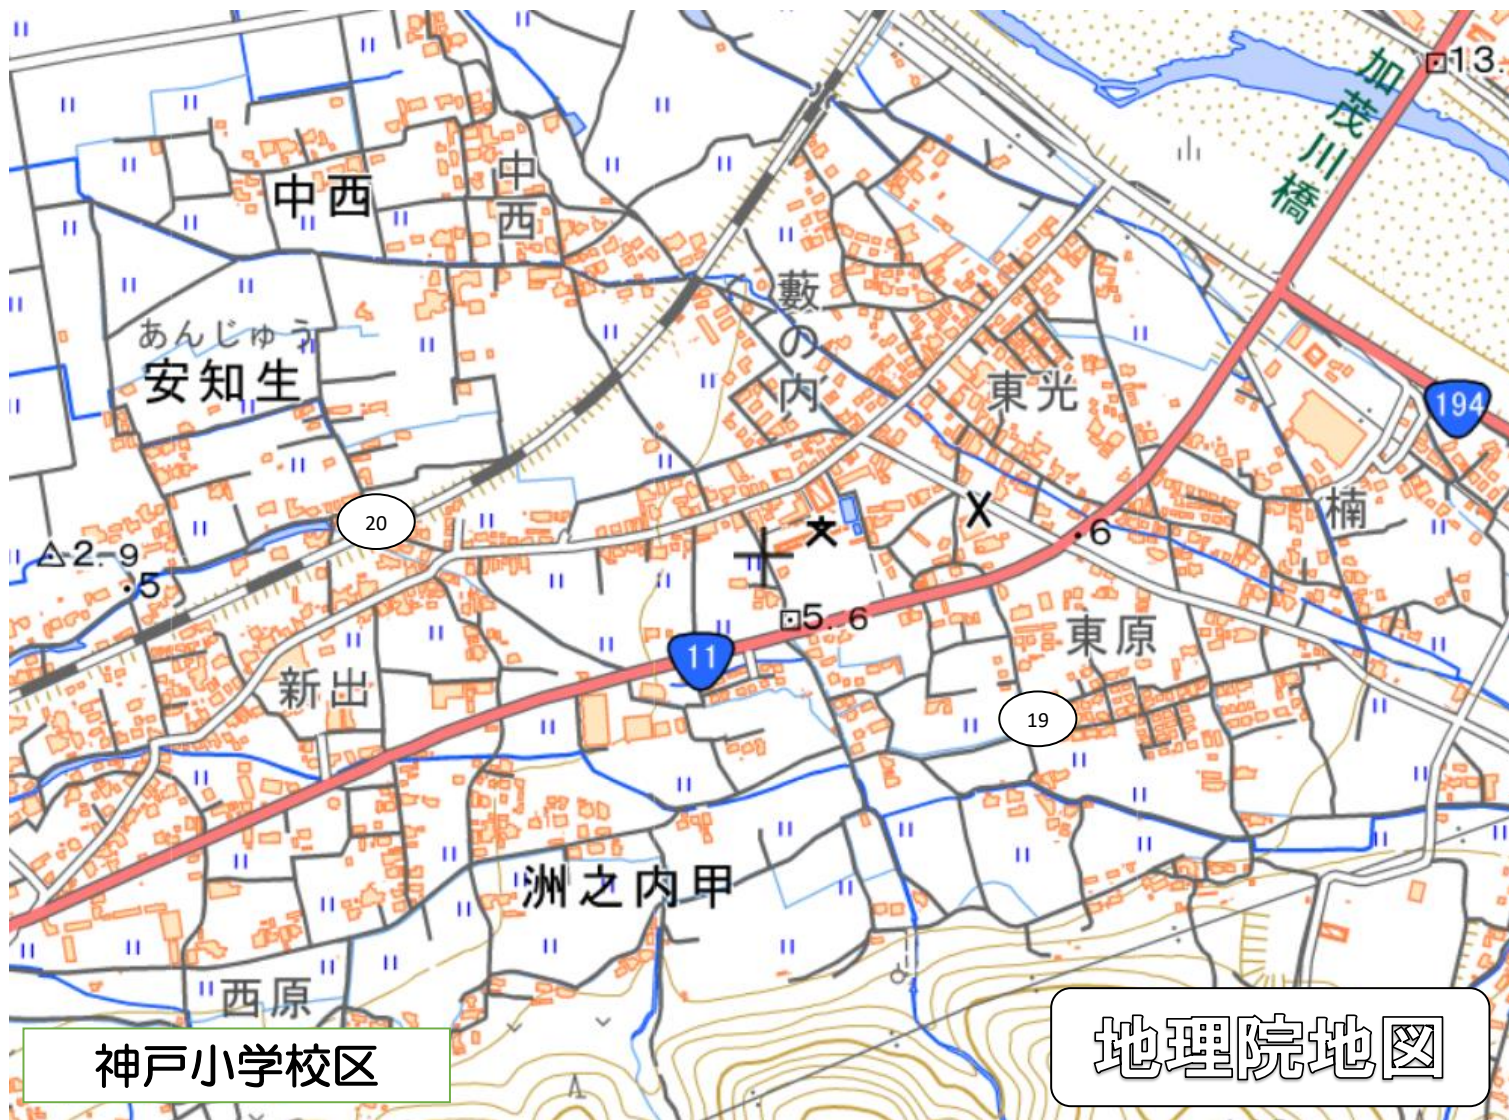 加茂川橋
13.
中西
中西
藪の内
あんじゅう
安知生
東光
194
楠
20
2.9
5
6
5.6
11
東原
新出
19
洲之内甲
西原
神戸小学校区
地理院地図